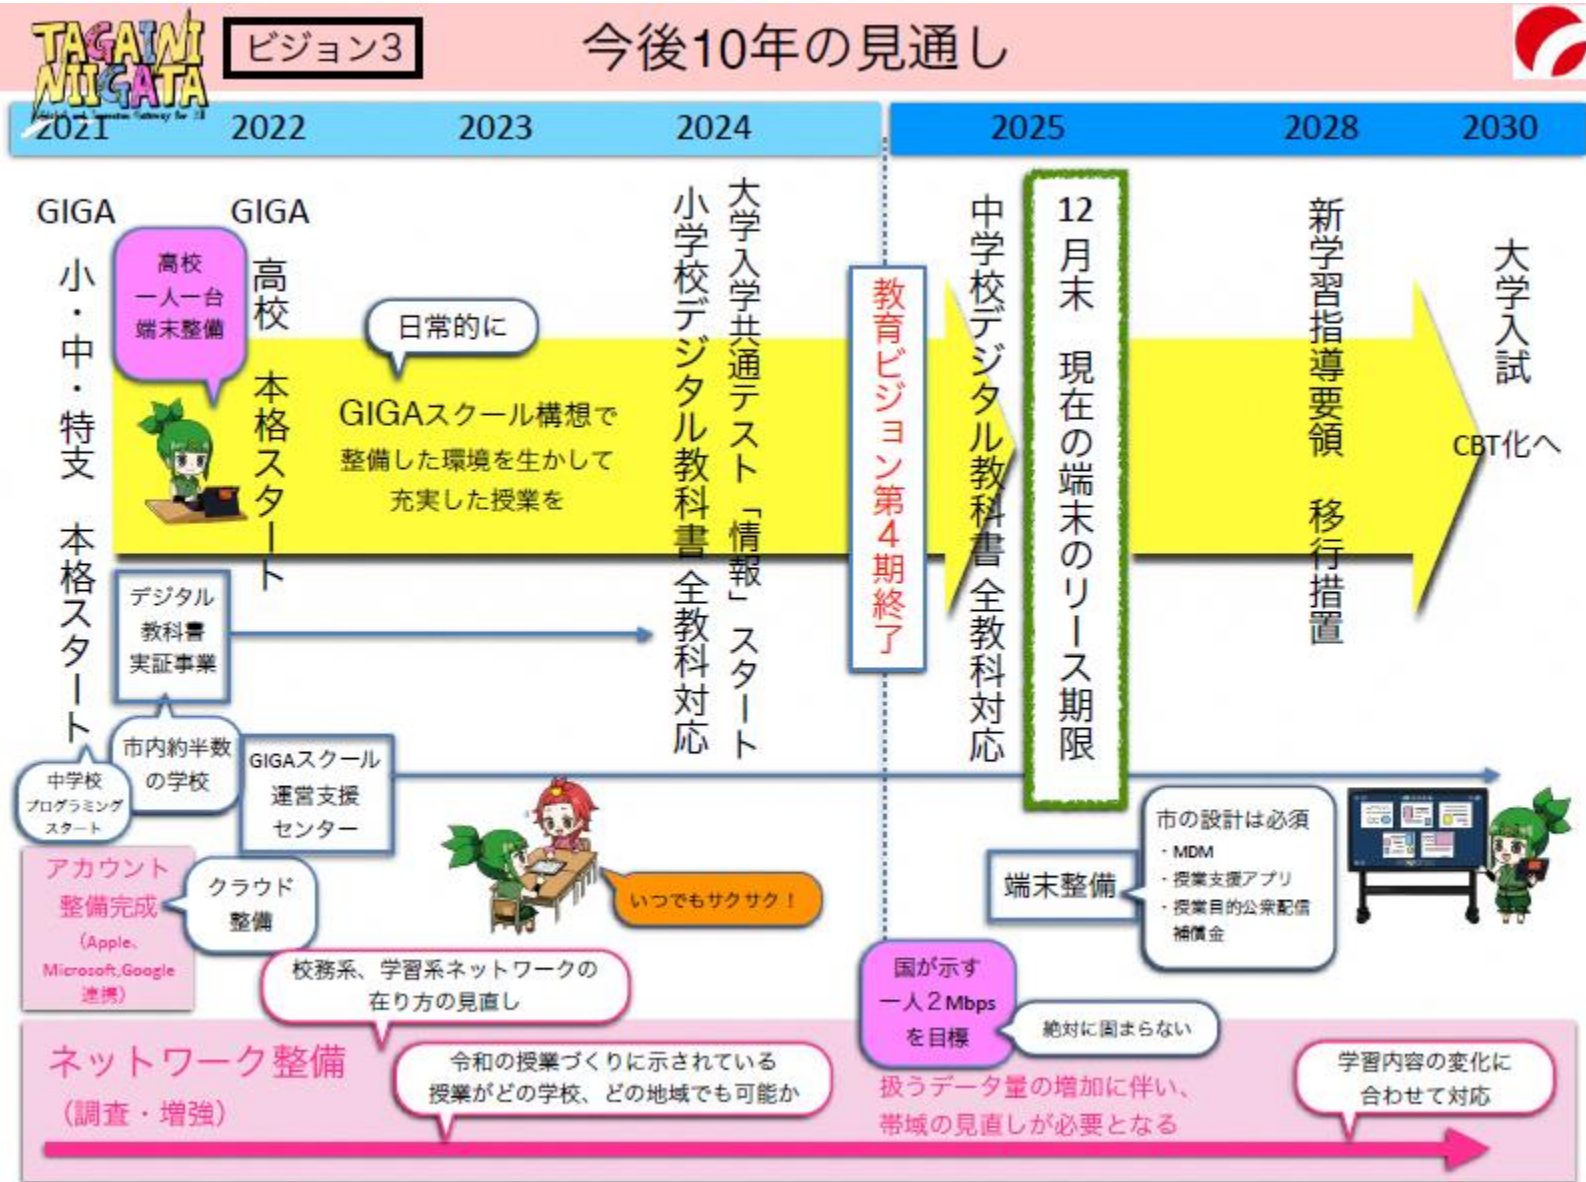 TAGAINI
NIIGATA
ビジョン3
今後10年の見通し
2021
2022
2023
2024
2025
2028
2030
GIGA
小・中・特支 本格スタート
高校
一人一台
端末整備
GIGA
高校 本格スタート
日常的に
GIGAスクール構想で
整備した環境を生かして
充実した授業を
小学校デジタル教科書 全教科対応
大学入学共通テスト「情報」スタート
教育ビジョン第4期終了
中学校デジタル教科書 全教科対応
12月末 現在の端末のリース期限
新学習指導要領 移行措置
大学入試
CBT化へ
デジタル
教科書
実証事業
市内約半数
の学校
中学校
プログラミング
スタート
GIGAスクール
運営支援
センター
アカウント
整備完成
(Apple、
Microsoft,Google
連携)
クラウド
整備
いつでもサクサク！
端末整備
市の設計は必須
・MDM
・授業支援アプリ
・授業目的公衆配信
補償金
校務系、学習系ネットワークの
在り方の見直し
国が示す
一人2Mbps
を目標
絶対に固まらない
ネットワーク整備
（調査・増強）
令和の授業づくりに示されている
授業がどの学校、どの地域でも可能か
扱うデータ量の増加に伴い、
帯域の見直しが必要となる
学習内容の変化に
合わせて対応